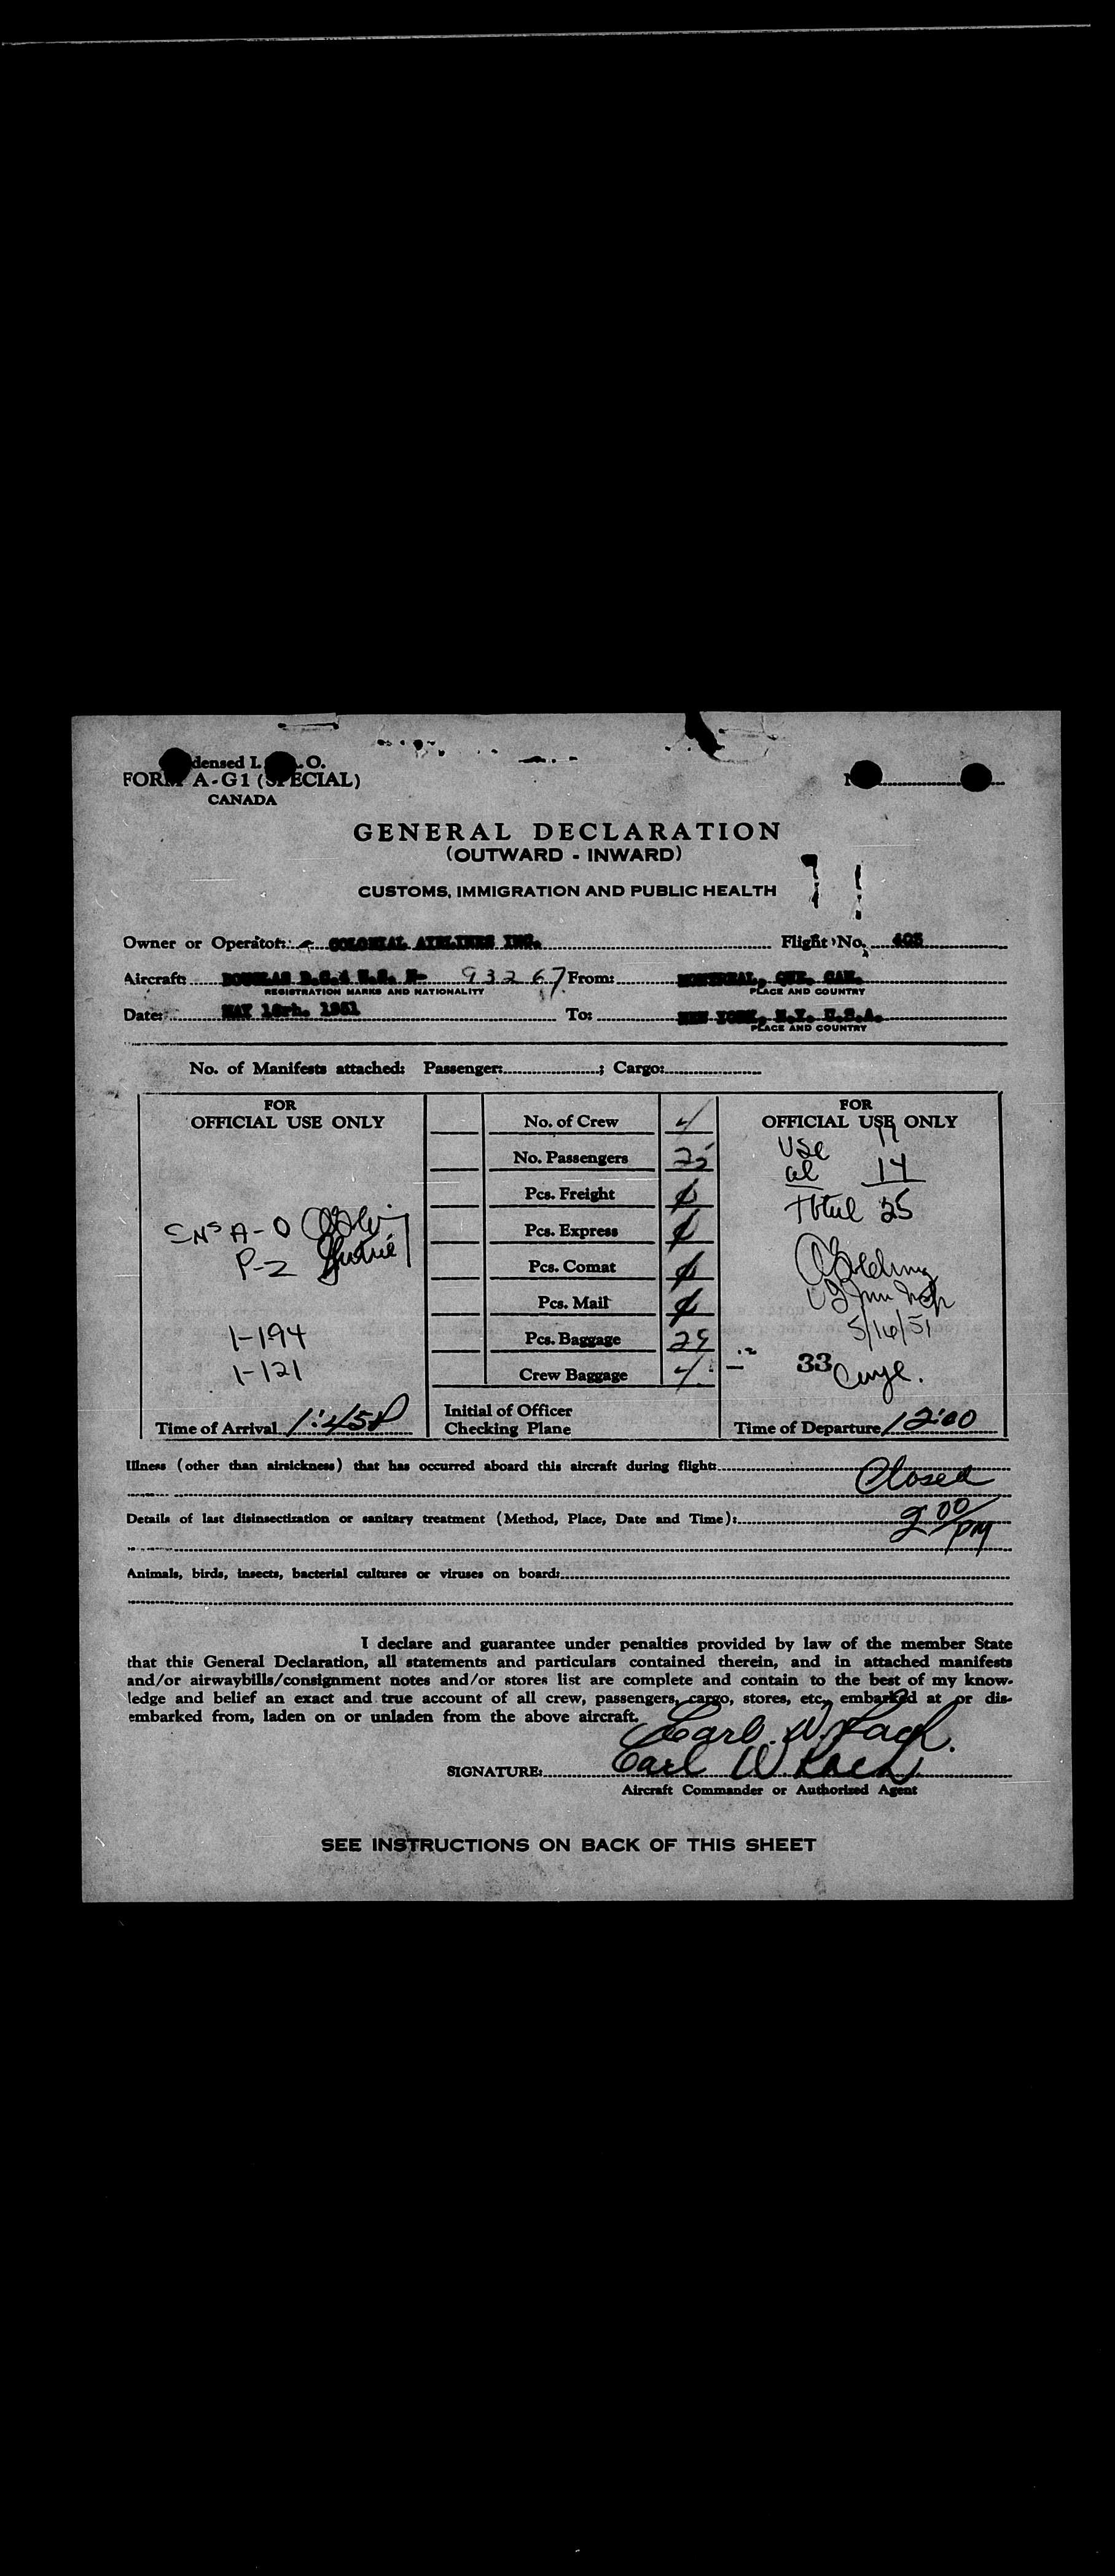 densed I. .O.
FORM A-G1 (SPECIAL)
CANADA
GENERAL DECLARATION
(OUTWARD - INWARD)
CUSTOMS, IMMIGRATION AND PUBLIC HEALTH
Owner or Operator: COLONIAL AIRLINES INC. Flight No.
Aircraft: DOUGLAS D.C.4 U.S. N- 93267 From: MONTREAL, QUE. CAN.
REGISTRATION MARKS AND NATIONALITY PLACE AND COUNTRY
Date: MAY 1951 To: NEW YORK, N.Y. U.S.A.
PLACE AND COUNTRY
No. of Manifests attached: Passenger: ; Cargo:
FOR OFFICIAL USE ONLY
SNS A-O
P-Z
1-194
1-121
Time of Arrival 1:45P
No. of Crew 4
No. Passengers 25
Pcs. Freight
Pcs. Express
Pcs. Comat
Pcs. Mail
Pcs. Baggage
Crew Baggage 4
Initial of Officer
Checking Plane
FOR OFFICIAL USE ONLY
USC 11
al 14
Total 25
5/16/51
33
Time of Departure 12:00
Illness (other than airsickness) that has occurred aboard this aircraft during flight:
Closed
Details of last disinsectization or sanitary treatment (Method, Place, Date and Time):
2 00 PM
Animals, birds, insects, bacterial cultures or viruses on board:
I declare and guarantee under penalties provided by law of the member State
that this General Declaration, all statements and particulars contained therein, and in attached manifests
and/or airwaybills/consignment notes and/or stores list are complete and contain to the best of my know-
ledge and belief an exact and true account of all crew, passengers, cargo, stores, etc., embarked at or dis-
embarked from, laden on or unladen from the above aircraft.
Carl W
SIGNATURE: Carl W
Aircraft Commander or Authorized Agent
SEE INSTRUCTIONS ON BACK OF THIS SHEET